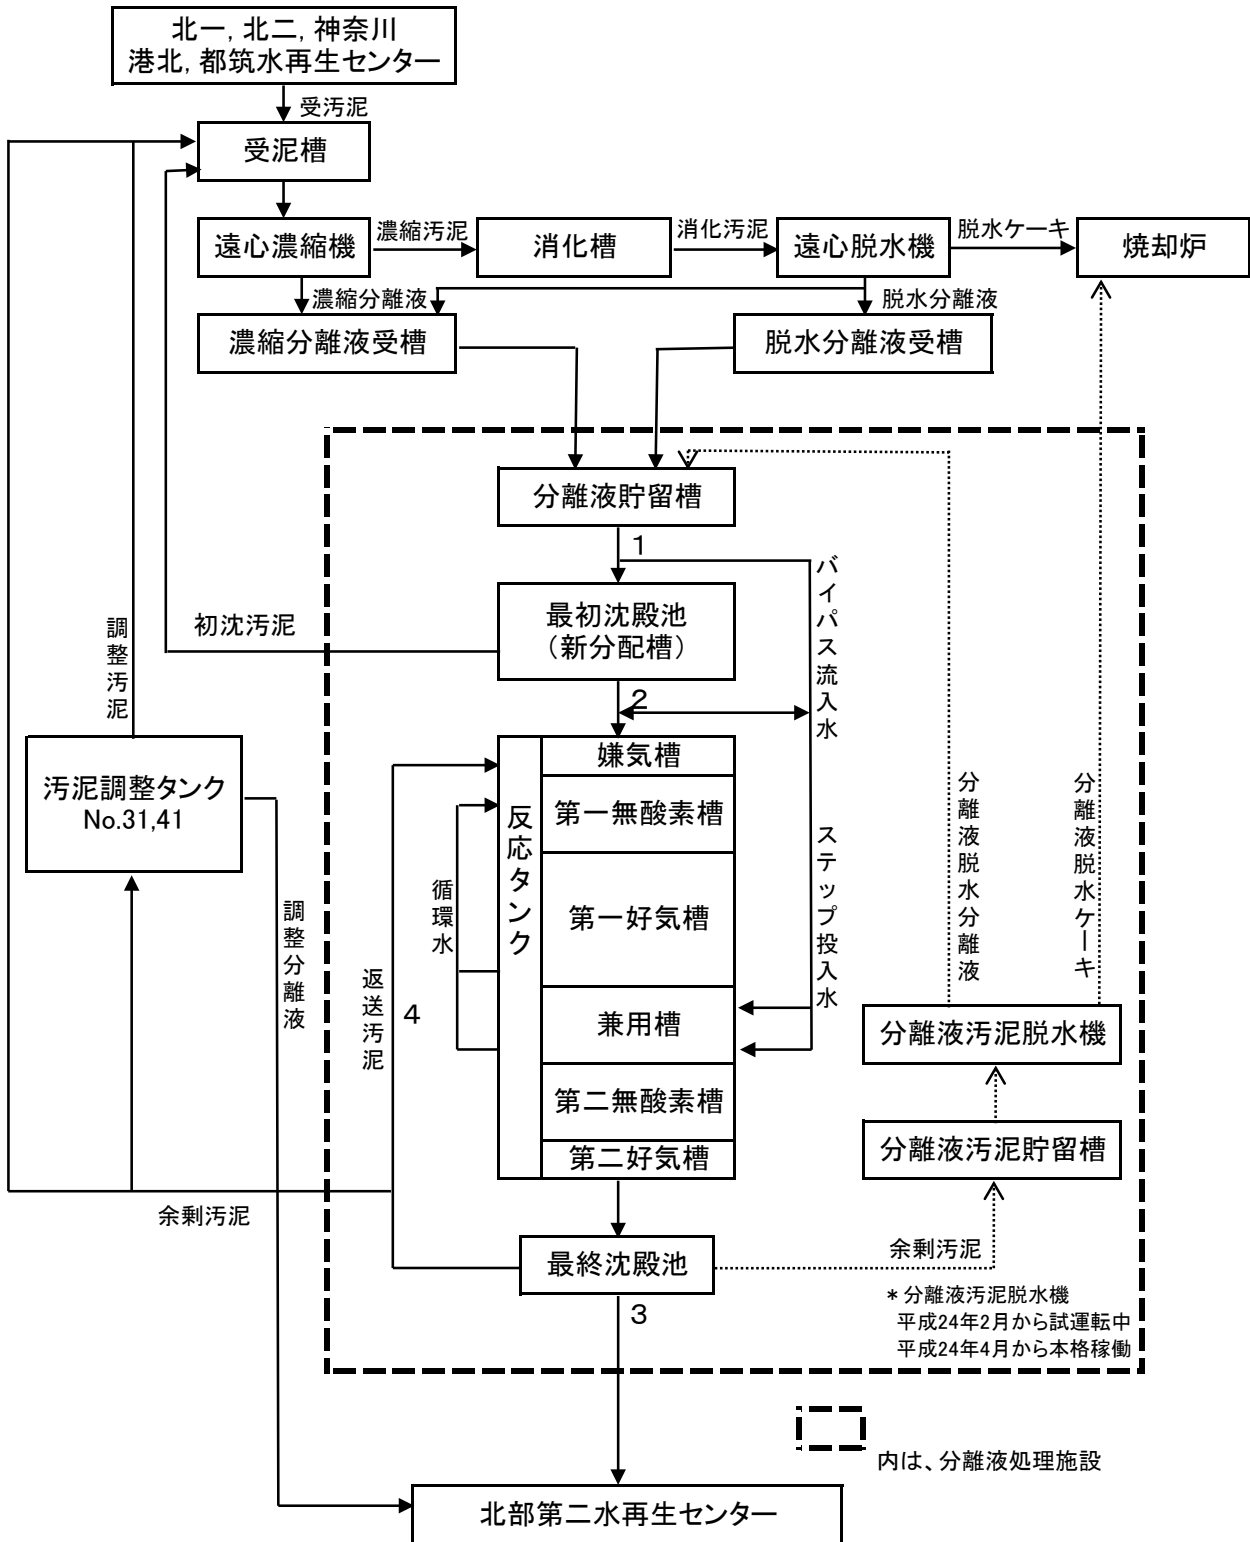 北一, 北二, 神奈川
港北, 都筑水再生センター
受汚泥
受泥槽
遠心濃縮機
濃縮汚泥
消化槽
消化汚泥
遠心脱水機
脱水ケーキ
焼却炉
濃縮分離液
脱水分離液
濃縮分離液受槽
脱水分離液受槽
分離液貯留槽
1
バイパス流入水
最初沈殿池
(新分配槽)
初沈汚泥
調整汚泥
2
汚泥調整タンク
No.31,41
反応タンク
嫌気槽
第一無酸素槽
第一好気槽
兼用槽
第二無酸素槽
第二好気槽
循環水
ステップ投入水
分離液脱水分離液
分離液脱水ケーキ
調整分離液
返送汚泥
4
分離液汚泥脱水機
分離液汚泥貯留槽
余剰汚泥
最終沈殿池
余剰汚泥
3
*分離液汚泥脱水機
平成24年2月から試運転中
平成24年4月から本格稼働
内は、分離液処理施設
北部第二水再生センター